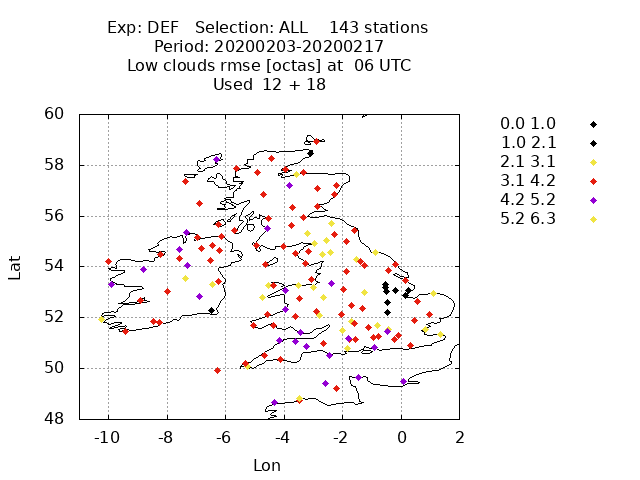 Exp: DEF Selection: ALL 143 stations
Period: 20200203-20200217
Low clouds rmse [octas] at 06 UTC
Used 12 + 18
60
58
56
54
52
50
48
Lat
-10 -8 -6 -4 -2 0 2
Lon
0.0 1.0
1.0 2.1
2.1 3.1
3.1 4.2
4.2 5.2
5.2 6.3